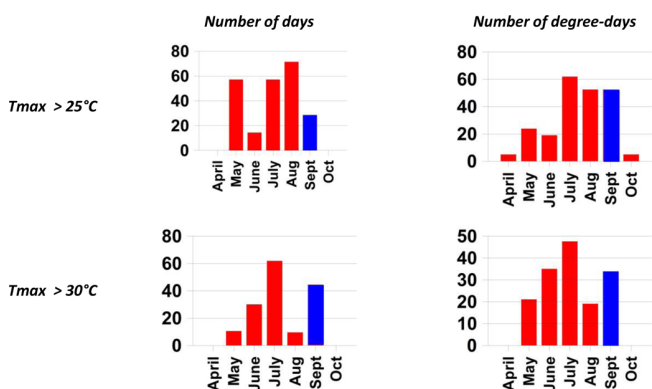 Number of days
Number of degree-days
Tmax > 25°C
80
60
40
20
0
April
May
June
July
Aug
Sept
Oct
80
60
40
20
0
April
May
June
July
Aug
Sept
Oct
Tmax > 30°C
80
60
40
20
0
April
May
June
July
Aug
Sept
Oct
50
40
30
20
10
0
April
May
June
July
Aug
Sept
Oct